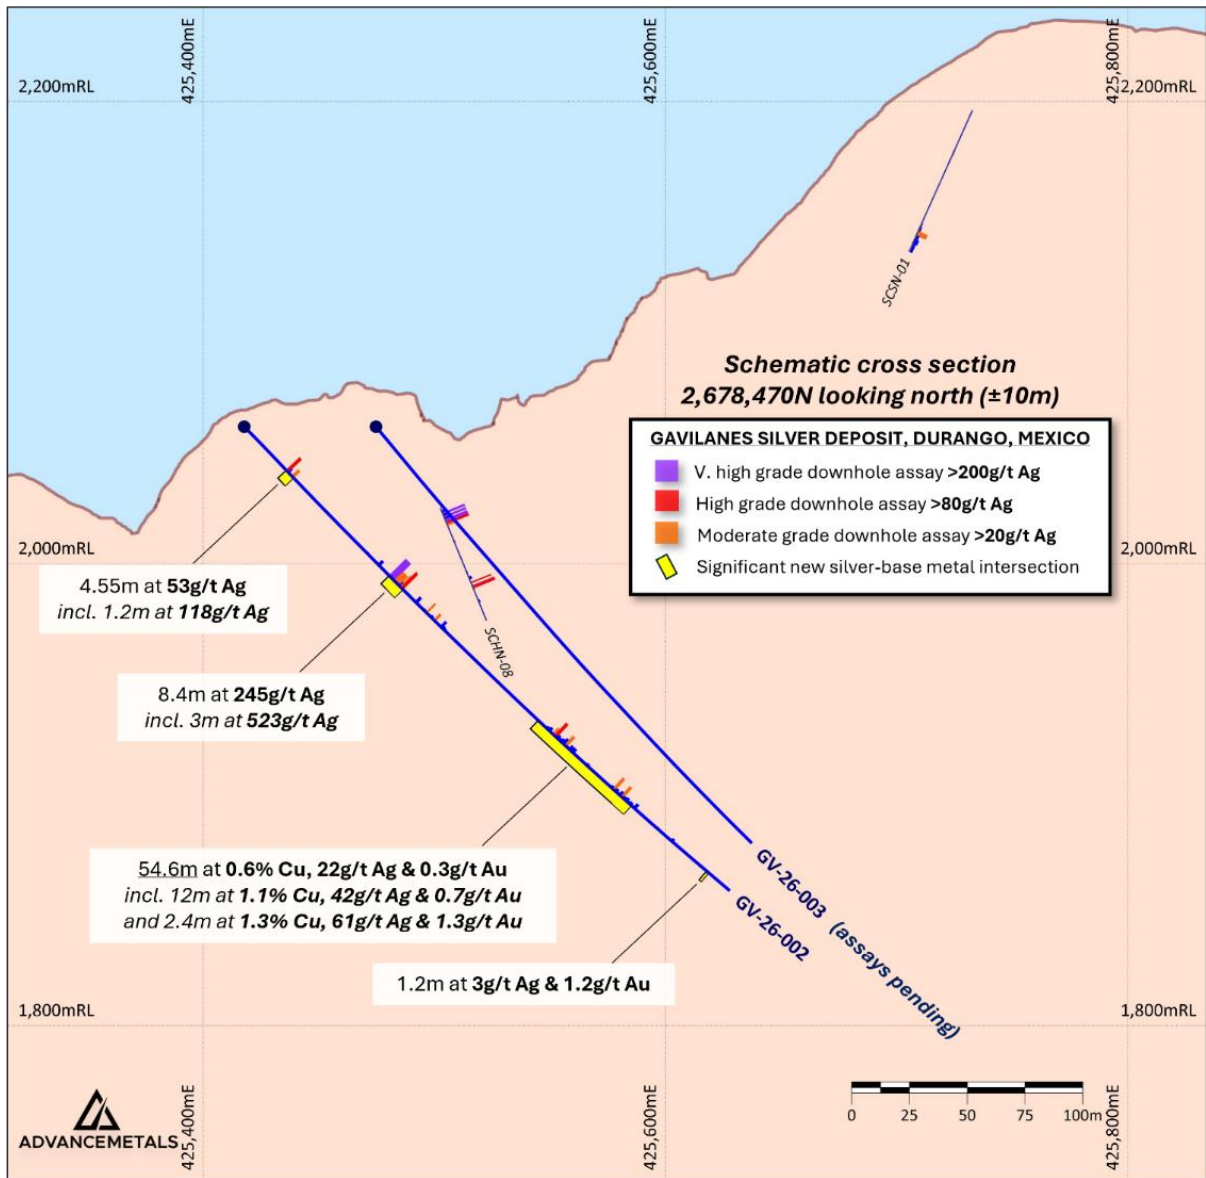 425,400mE
425,600mE
425,800mE
2,200mRL
2,200mRL
SCSN-01
Schematic cross section
2,678,470N looking north (±10m)
GAVILANES SILVER DEPOSIT, DURANGO, MEXICO
V. high grade downhole assay >200g/t Ag
High grade downhole assay >80g/t Ag
Moderate grade downhole assay >20g/t Ag
Significant new silver-base metal intersection
2,000mRL
2,000mRL
4.55m at 53g/t Ag
incl. 1.2m at 118g/t Ag
SCHN-08
8.4m at 245g/t Ag
incl. 3m at 523g/t Ag
54.6m at 0.6% Cu, 22g/t Ag & 0.3g/t Au
incl. 12m at 1.1% Cu, 42g/t Ag & 0.7g/t Au
and 2.4m at 1.3% Cu, 61g/t Ag & 1.3g/t Au
GV-26-003 (assays pending)
GV-26-002
1.2m at 3g/t Ag & 1.2g/t Au
1,800mRL
1,800mRL
0 25 50 75 100m
ADVANCEMETALS
425,400mE
425,600mE
425,800mE